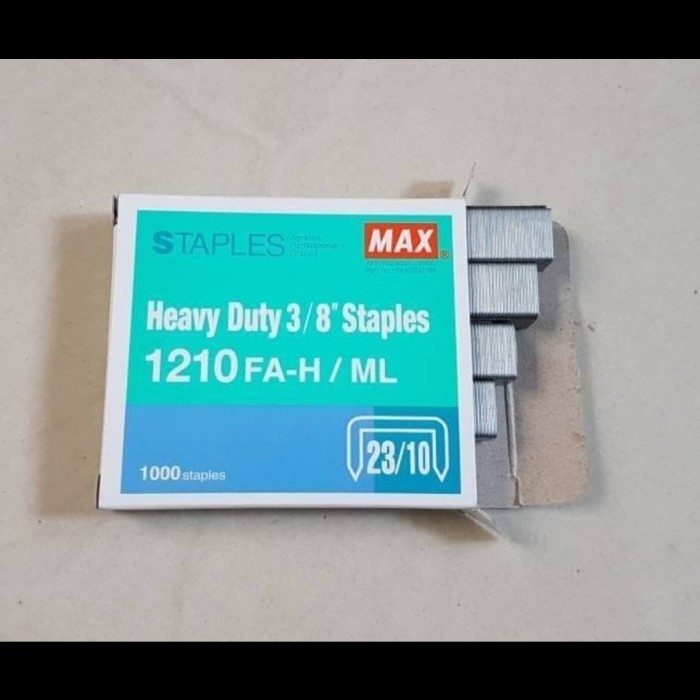 STAPLES
MAX
®
Heavy Duty 3/8" Staples
1210 FA-H / ML
23/10
1000 staples